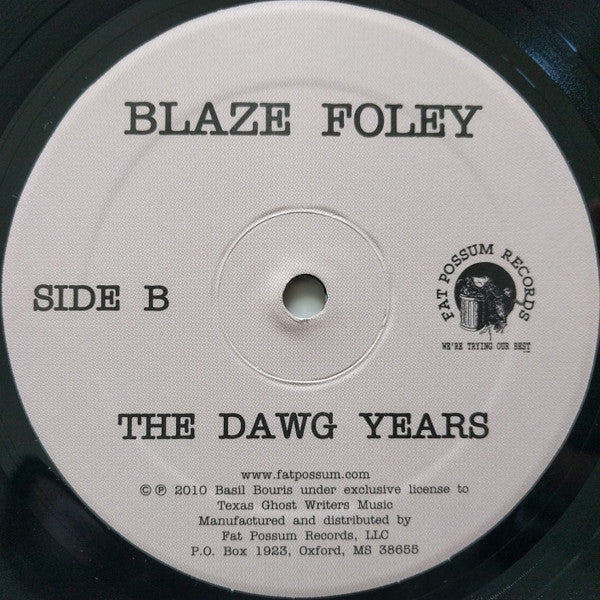 BLAZE FOLEY
SIDE B
FAT POSSUM RECORDS
WE'RE TRYING OUR BEST
THE DAWG YEARS
www.fatpossum.com
© ℗ 2010 Basil Bouris under exclusive license to
Texas Ghost Writers Music
Manufactured and distributed by
Fat Possum Records, LLC
P.O. Box 1923, Oxford, MS 38655